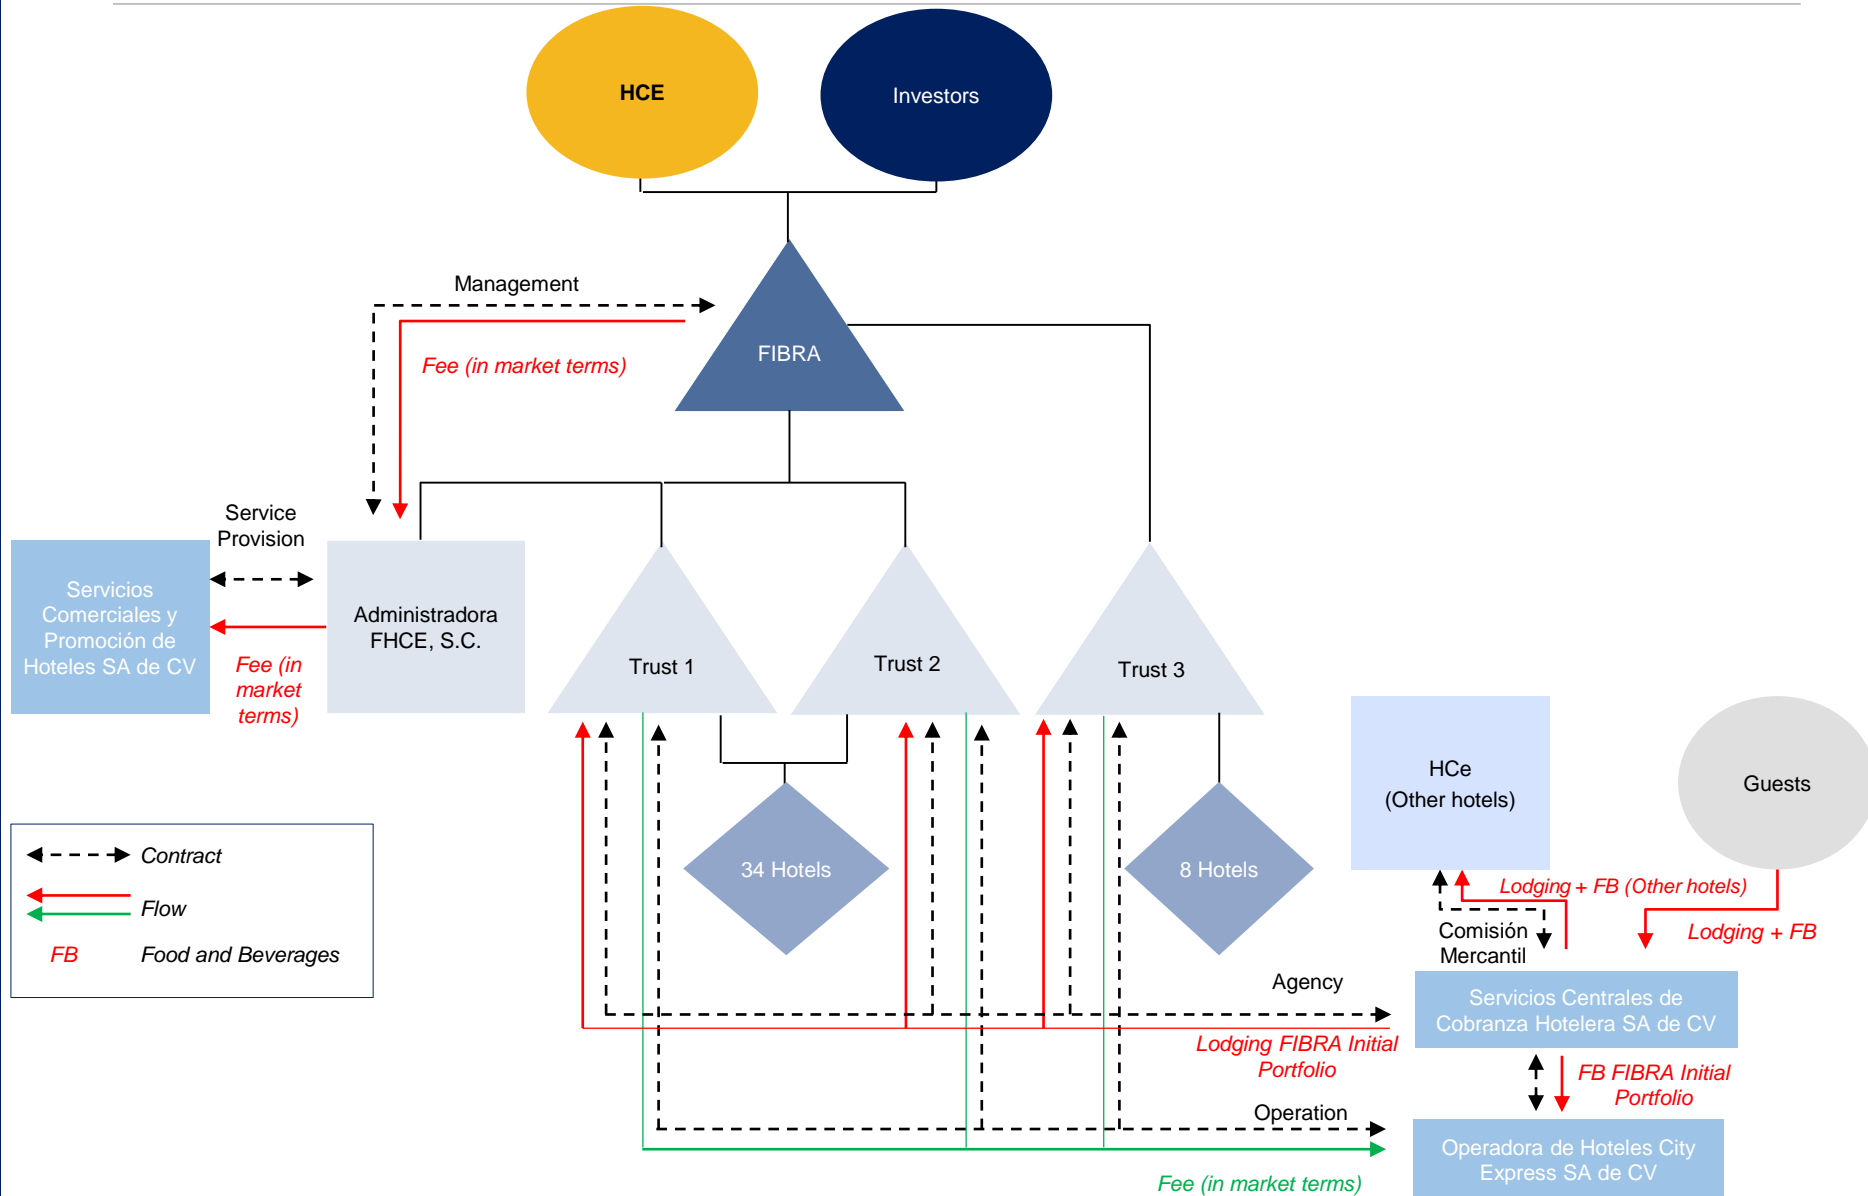 HCE
Investors
Management
FIBRA
Fee (in market terms)
Service
Provision
Servicios
Comerciales y
Promoción de
Hoteles SA de CV
Administradora
FHCE, S.C.
Fee (in
market
terms)
Trust 1
Trust 2
Trust 3
HCe
(Other hotels)
Guests
34 Hotels
8 Hotels
Contract
Flow
FB
Food and Beverages
Lodging + FB (Other hotels)
Lodging + FB
Comisión
Mercantil
Agency
Servicios Centrales de
Cobranza Hotelera SA de CV
Lodging FIBRA Initial
Portfolio
FB FIBRA Initial
Portfolio
Operation
Operadora de Hoteles City
Express SA de CV
Fee (in market terms)